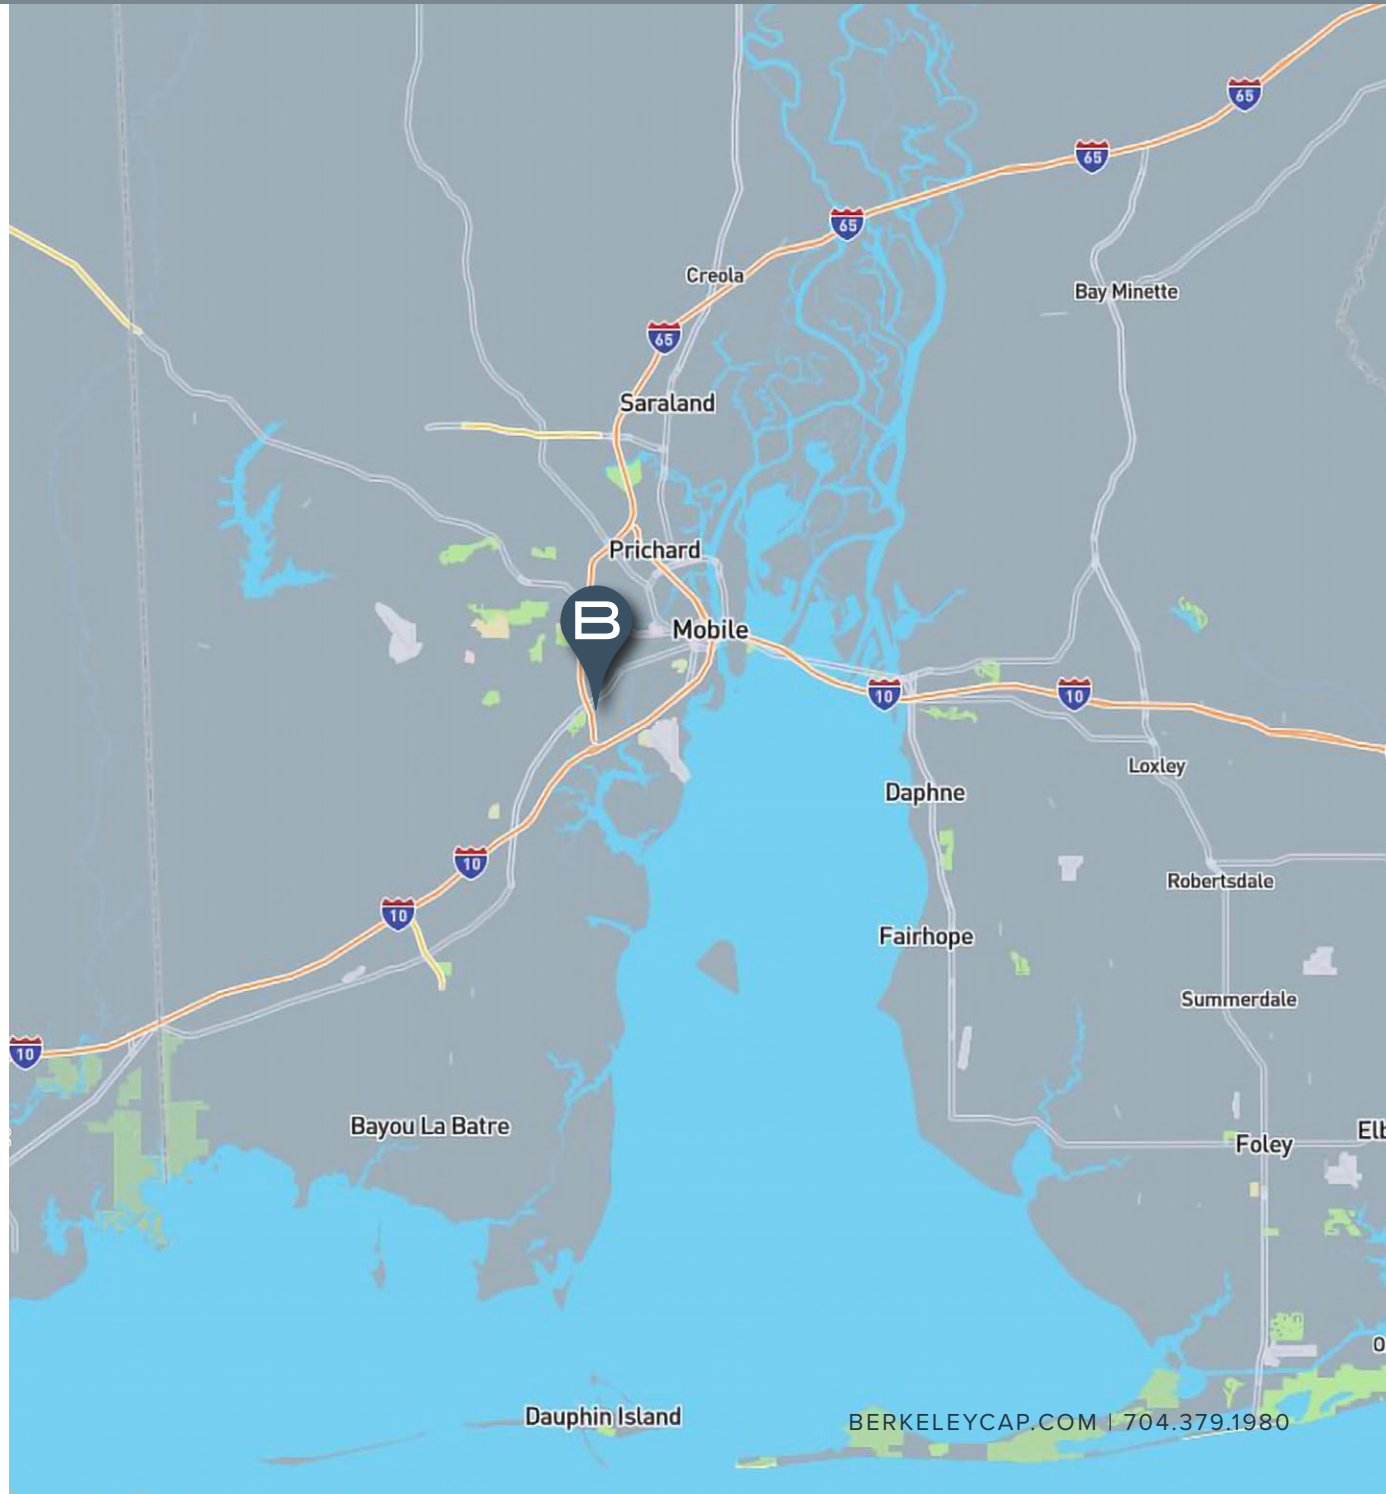 65
65
65
Creola
Bay Minette
65
Saraland
Prichard
B
Mobile
10
10
Loxley
Daphne
10
Robertsdale
10
Fairhope
Summerdale
10
Bayou La Batre
Foley
Elb
Dauphin Island
BERKELEYCAP.COM | 704.379.1980